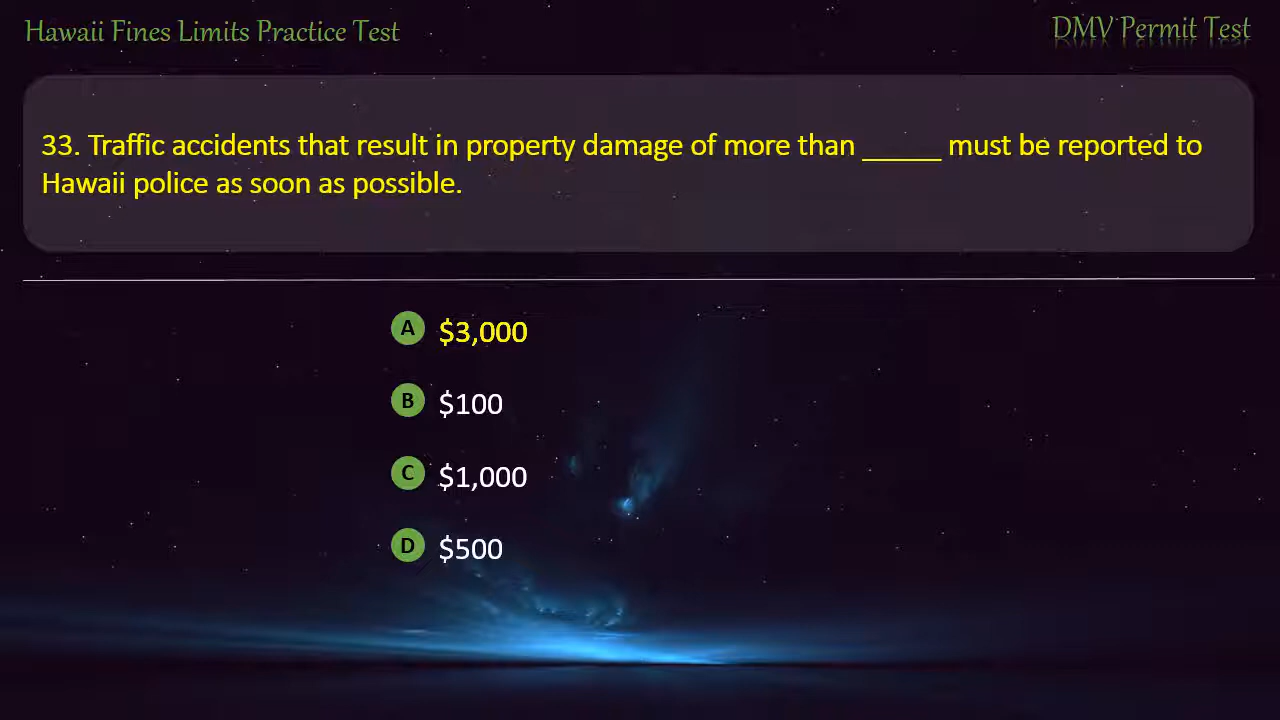 Hawaii Fines Limits Practice Test
DMV Permit Test
33. Traffic accidents that result in property damage of more than _____ must be reported to
Hawaii police as soon as possible.
A $3,000
B $100
C $1,000
D $500